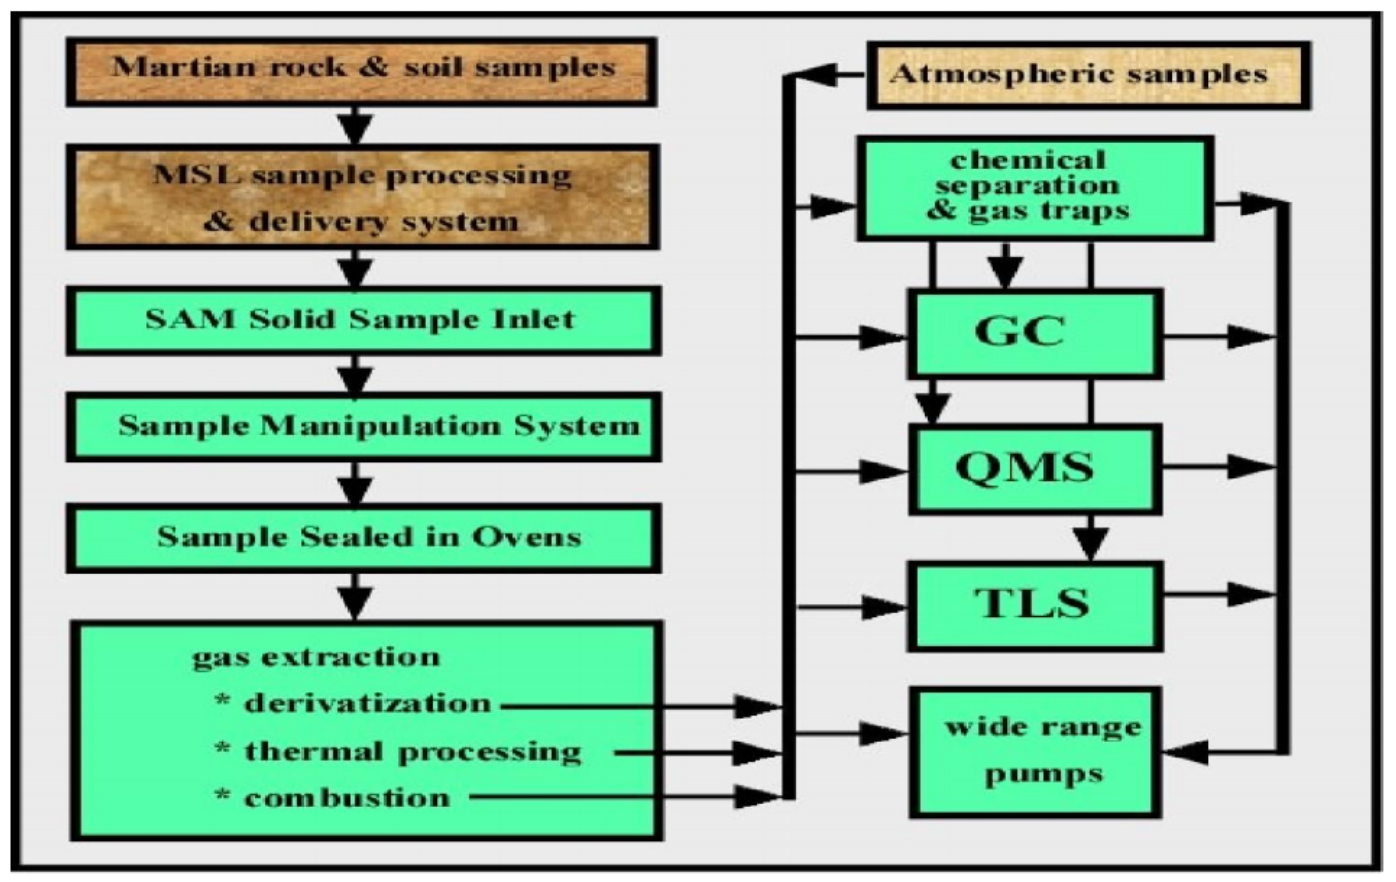 Martian rock & soil samples
MSL sample processing
& delivery system
SAM Solid Sample Inlet
Sample Manipulation System
Sample Sealed in Ovens
gas extraction
* derivatization
* thermal processing
* combustion
Atmospheric samples
chemical
separation
& gas traps
GC
QMS
TLS
wide range
pumps